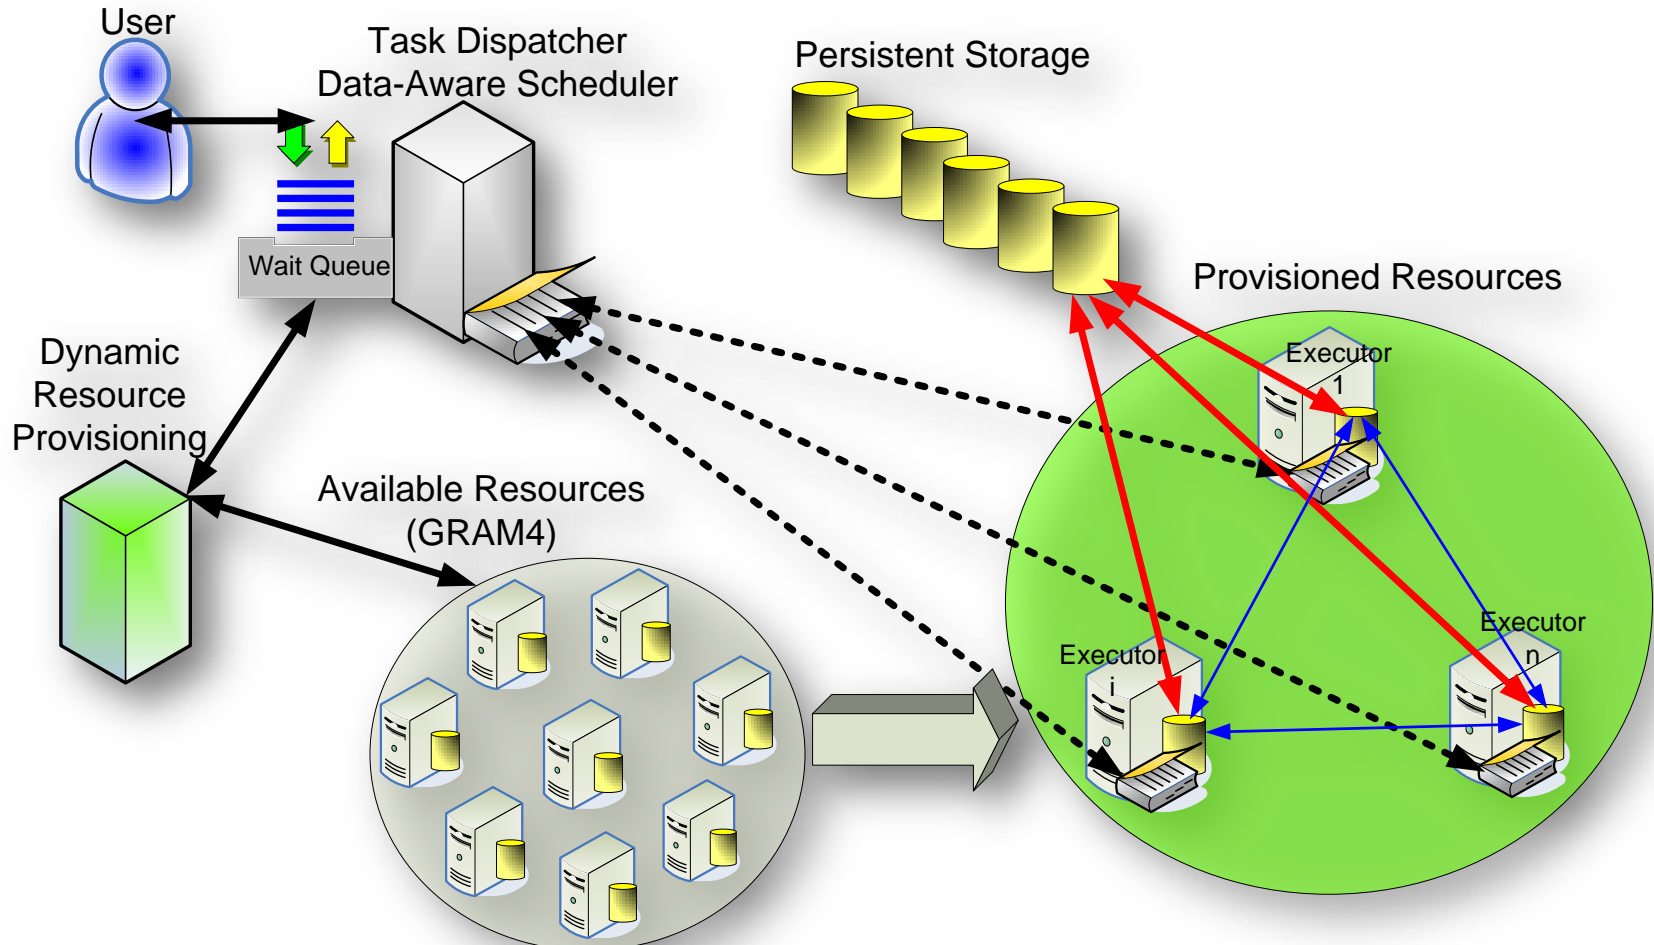 User
Task Dispatcher
Data-Aware Scheduler
Persistent Storage
Wait Queue
Provisioned Resources
Dynamic
Resource
Provisioning
Executor
1
Available Resources
(GRAM4)
Executor
i
Executor
n